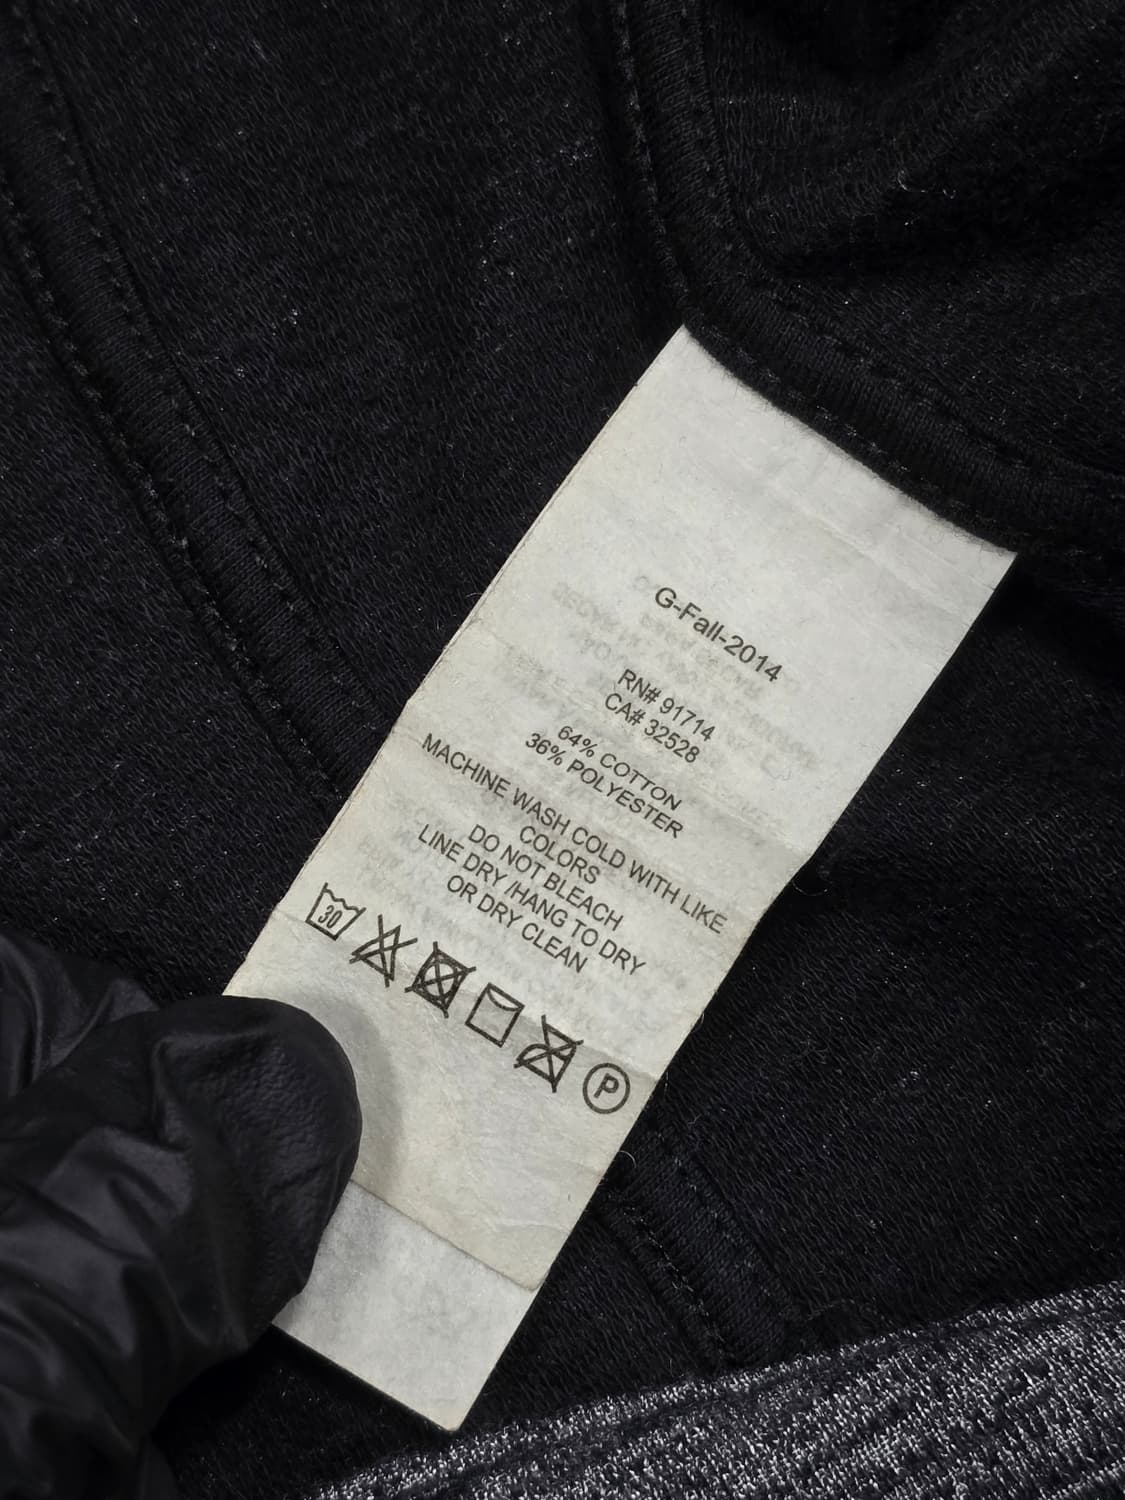 G-Fall-2014
RN# 91714
CA# 32528
64% COTTON
36% POLYESTER
MACHINE WASH COLD WITH LIKE
COLORS
DO NOT BLEACH
LINE DRY /HANG TO DRY
OR DRY CLEAN
30
P